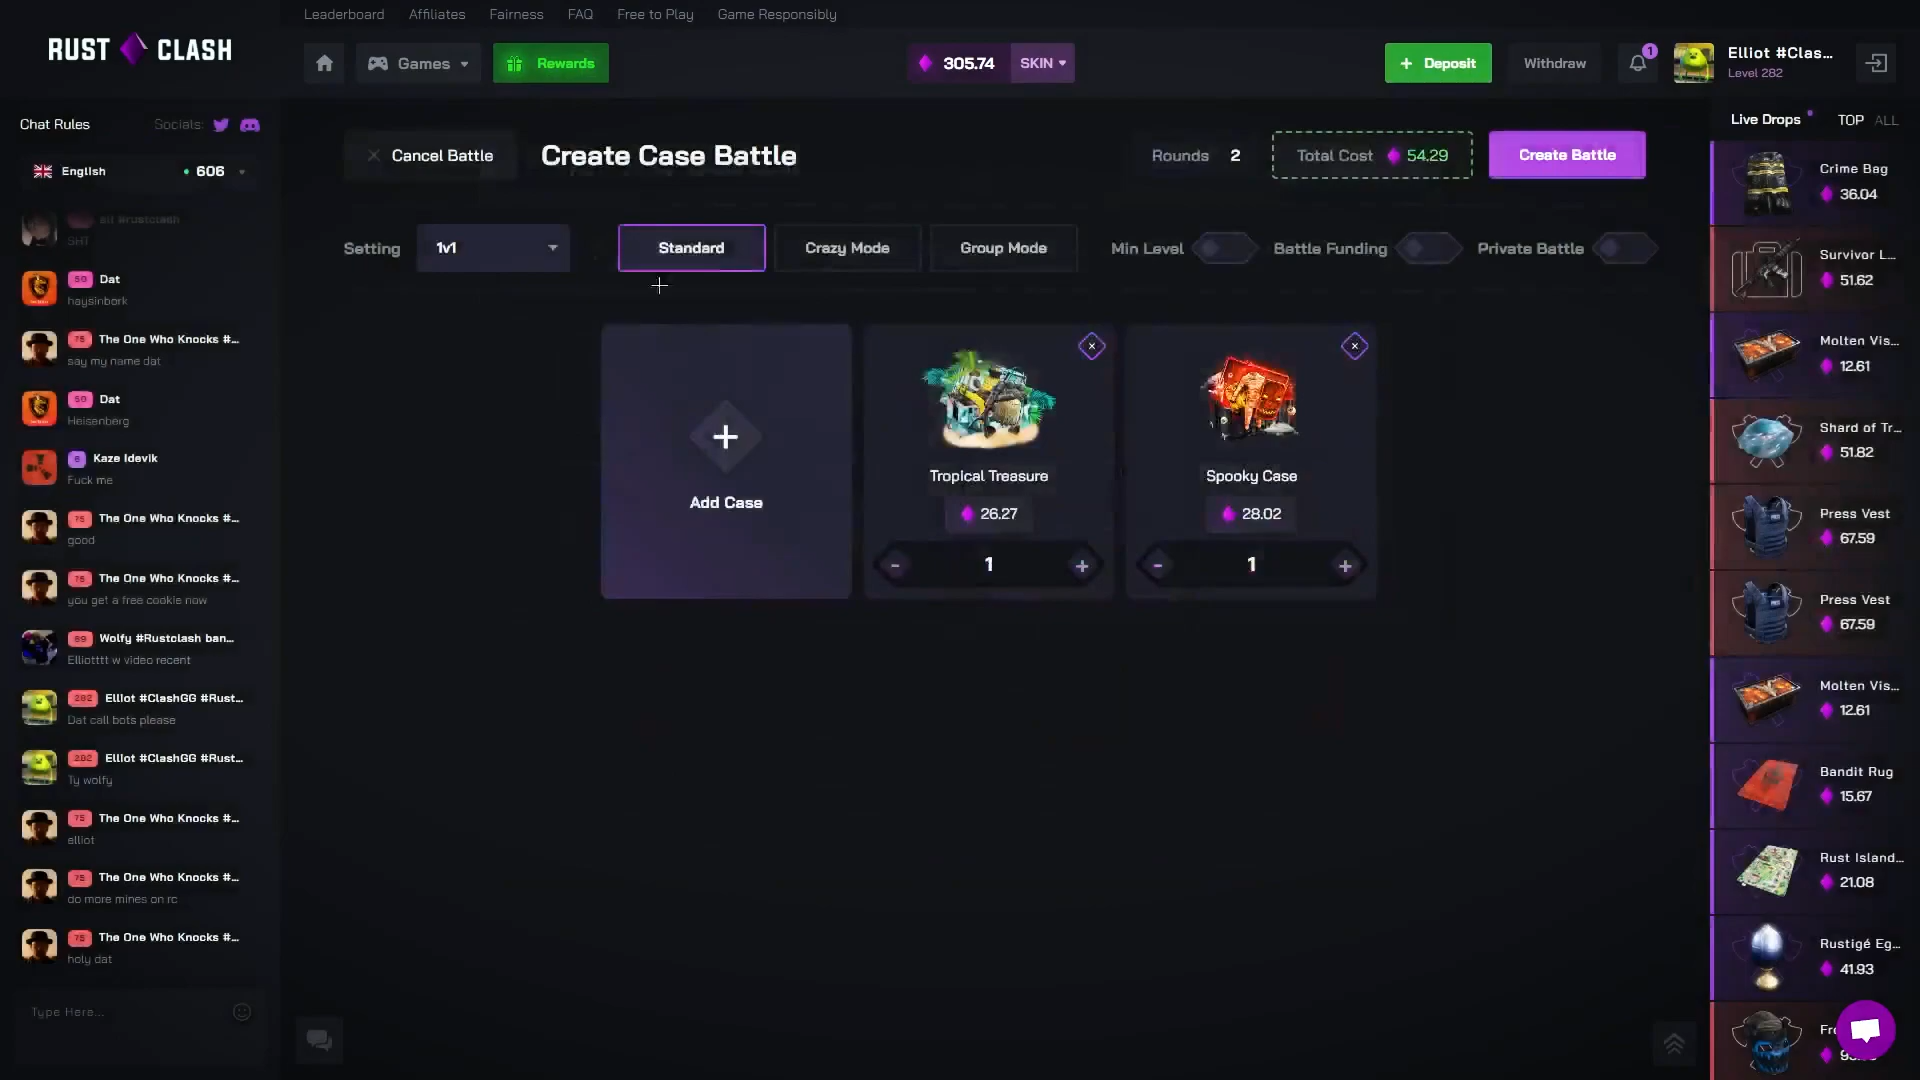 Leaderboard Affiliates Fairness FAQ Free to Play Game Responsibly
RUST CLASH
Games
Rewards
305.74
SKIN
+ Deposit
Withdraw
1
Elliot #Clas...
Level 282
Chat Rules
Socials:
English
606
sii #rustclash
SHT
59 Dat
haysinbork
75 The One Who Knocks #...
say my name dat
59 Dat
Heisenberg
6 Kaze Idevik
Fuck me
75 The One Who Knocks #...
good
75 The One Who Knocks #...
you get a free cookie now
69 Wolfy #Rustclash ban...
Elliotttt w video recent
282 Elliot #ClashGG #Rust...
Dat call bots please
282 Elliot #ClashGG #Rust...
Ty wolfy
75 The One Who Knocks #...
elliot
75 The One Who Knocks #...
do more mines on rc
75 The One Who Knocks #...
holy dat
Type Here...
Cancel Battle
Create Case Battle
Rounds 2
Total Cost 54.29
Create Battle
Setting
1v1
Standard
Crazy Mode
Group Mode
Min Level
Battle Funding
Private Battle
+
Add Case
Tropical Treasure
26.27
- 1 +
Spooky Case
28.02
- 1 +
Live Drops
TOP ALL
Crime Bag
36.04
Survivor L...
51.62
Molten Vis...
12.61
Shard of Tr...
51.82
Press Vest
67.59
Press Vest
67.59
Molten Vis...
12.61
Bandit Rug
15.67
Rust Island...
21.08
Rustigé Eg...
41.93